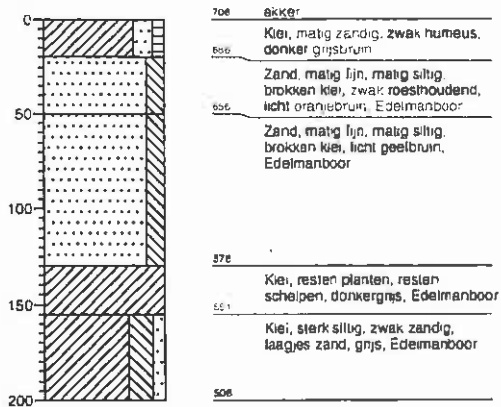 0
50
100
150
200
706 akker
Klei, matig zandig, zwak humeus,
donker grijsbruin
686
Zand, matig fijn, matig siltig,
brokken klei, zwak roesthoudend,
licht oranjebruin, Edelmanboor
656
Zand, matig fijn, matig siltig,
brokken klei, licht geelbruin,
Edelmanboor
576
Klei, resten planten, resten
schelpen, donkergrijs, Edelmanboor
551
Klei, sterk siltig, zwak zandig,
laagjes zand, grijs, Edelmanboor
506